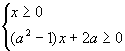 { x ≥ 0
(a² − 1)x + 2a ≥ 0